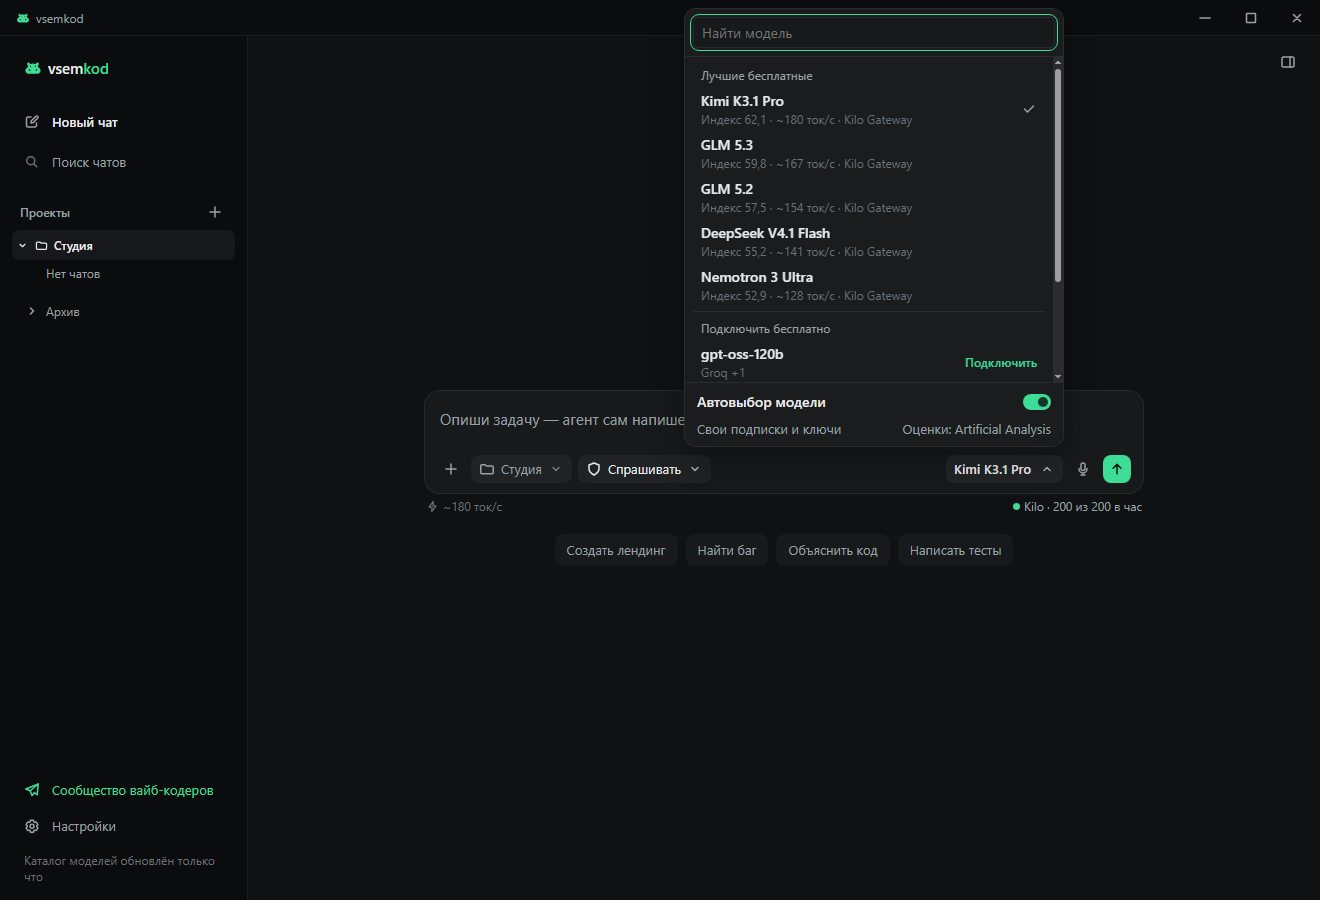 vsemkod
vsemkod
Новый чат
Поиск чатов
Проекты
Студия
Нет чатов
Архив
Найти модель
Лучшие бесплатные
Kimi K3.1 Pro
Индекс 62,1 · ~180 ток/с · Kilo Gateway
GLM 5.3
Индекс 59,8 · ~167 ток/с · Kilo Gateway
GLM 5.2
Индекс 57,5 · ~154 ток/с · Kilo Gateway
DeepSeek V4.1 Flash
Индекс 55,2 · ~141 ток/с · Kilo Gateway
Nemotron 3 Ultra
Индекс 52,9 · ~128 ток/с · Kilo Gateway
Подключить бесплатно
gpt-oss-120b
Подключить
Groq +1
Автовыбор модели
Свои подписки и ключи Оценки: Artificial Analysis
Опиши задачу — агент сам напише
Студия Спрашивать Kimi K3.1 Pro
~180 ток/с Kilo · 200 из 200 в час
Создать лендинг Найти баг Объяснить код Написать тесты
Сообщество вайб-кодеров
Настройки
Каталог моделей обновлён только
что